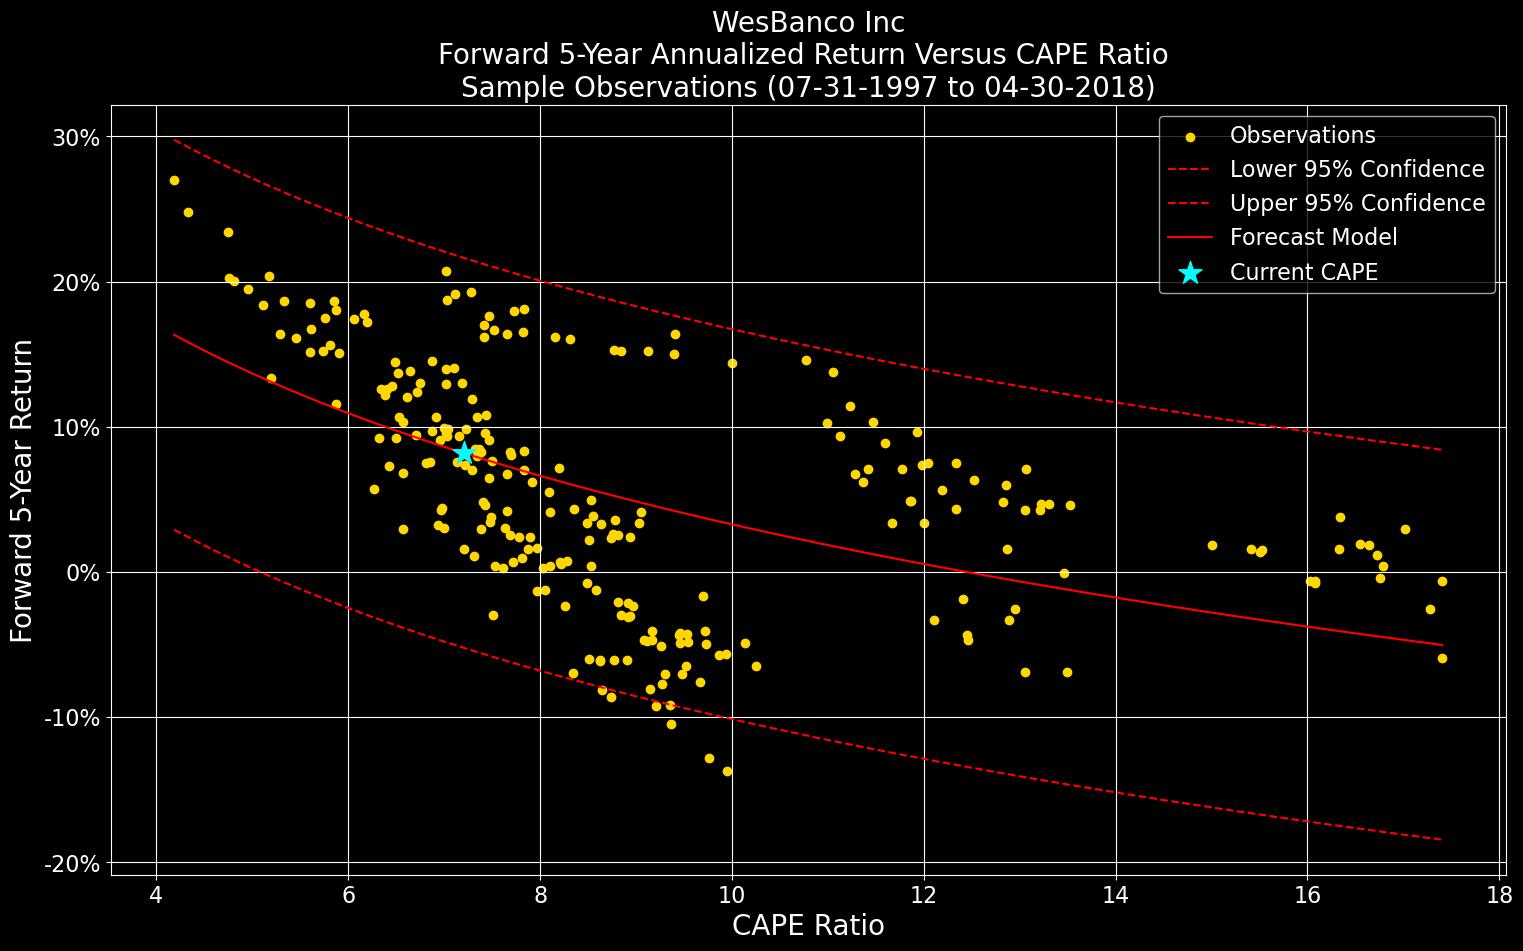 WesBanco Inc
Forward 5-Year Annualized Return Versus CAPE Ratio
Sample Observations (07-31-1997 to 04-30-2018)
Forward 5-Year Return
30%
20%
10%
0%
-10%
-20%
Observations
Lower 95% Confidence
Upper 95% Confidence
Forecast Model
Current CAPE
4 6 8 10 12 14 16 18
CAPE Ratio